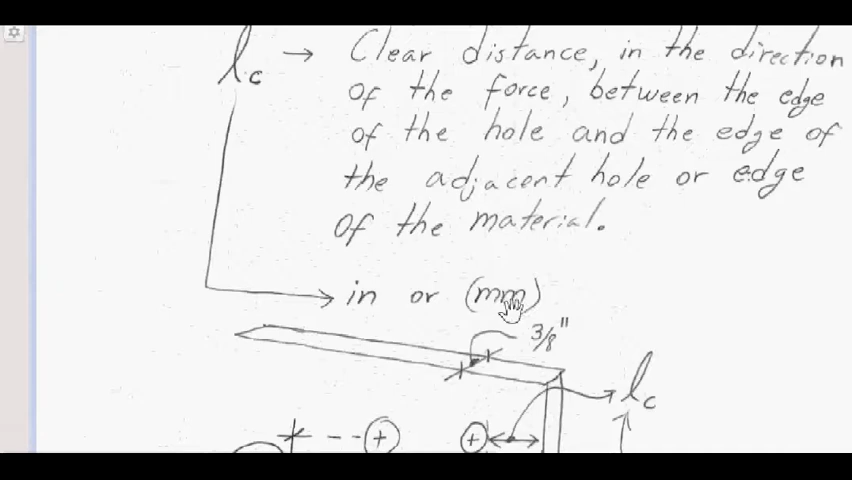 lc → Clear distance, in the direction
of the force, between the edge
of the hole and the edge of
the adjacent hole or edge
of the material.
in or (mm)
3/8"
lc